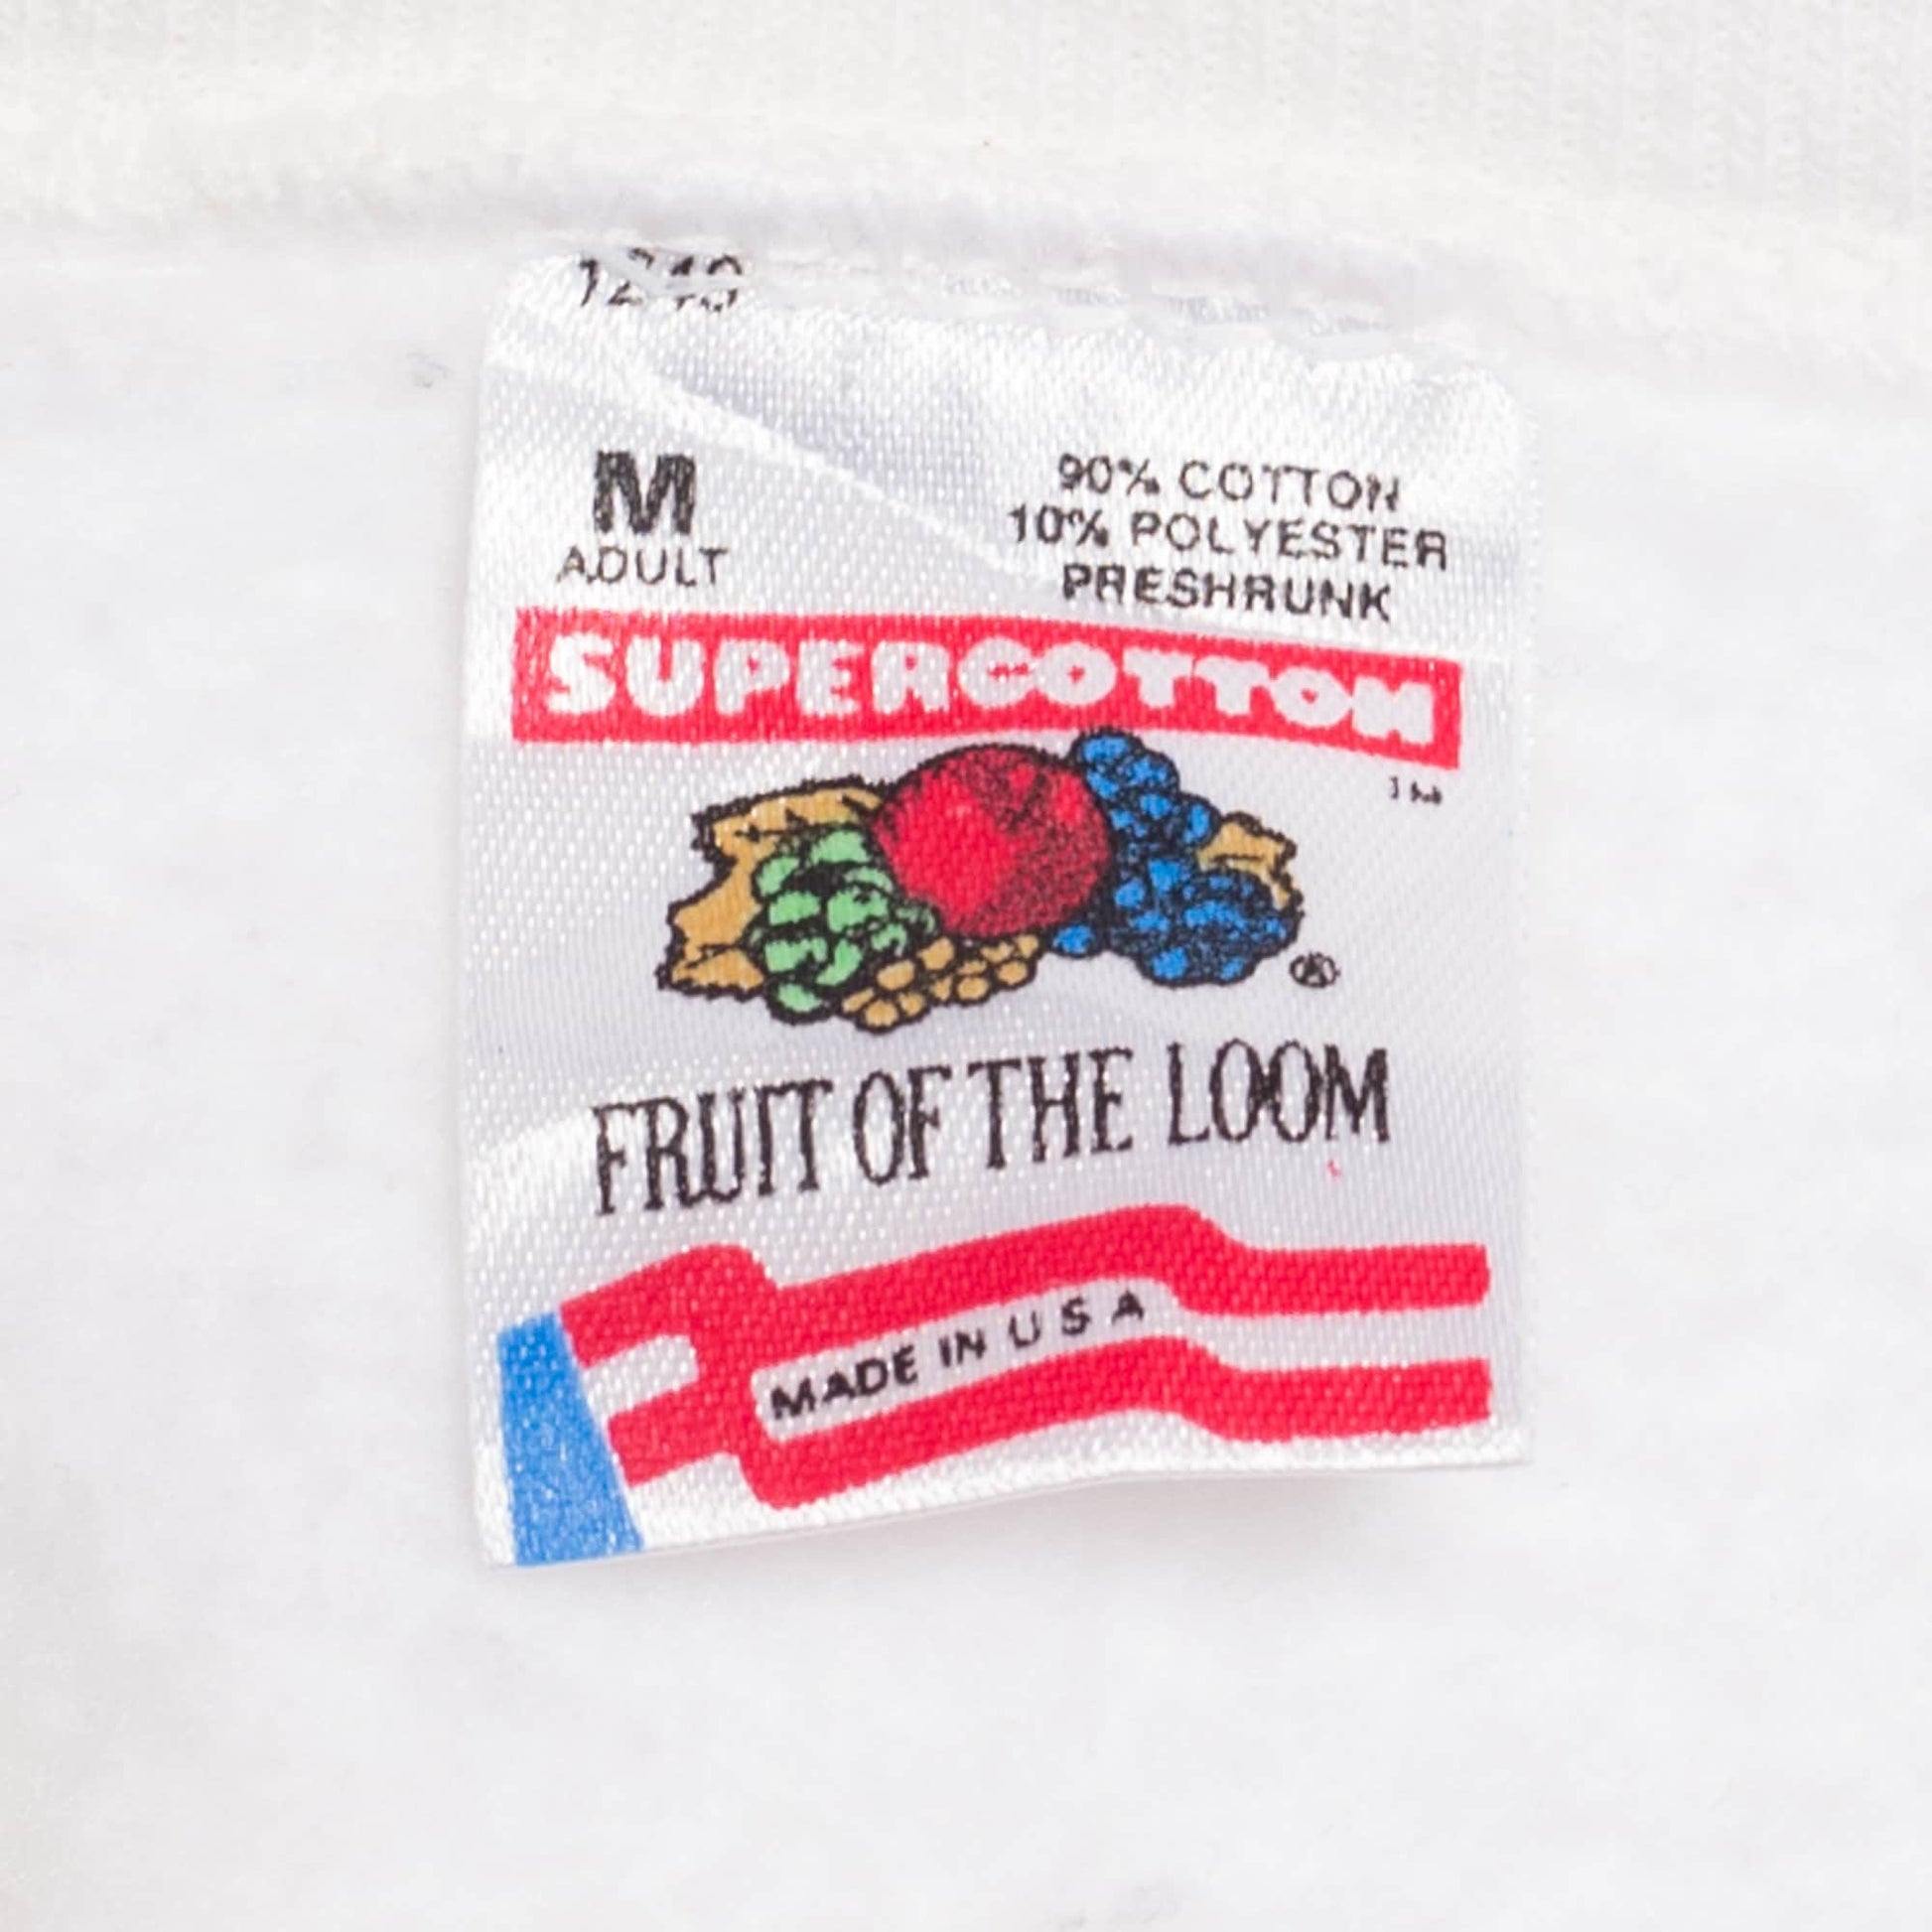 M
ADULT
90% COTTON
10% POLYESTER
PRESHRUNK
SUPERCOTTON
®
FRUIT OF THE LOOM
MADE IN USA